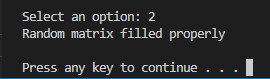 Select an option: 2
Random matrix filled properly
Press any key to continue . . .